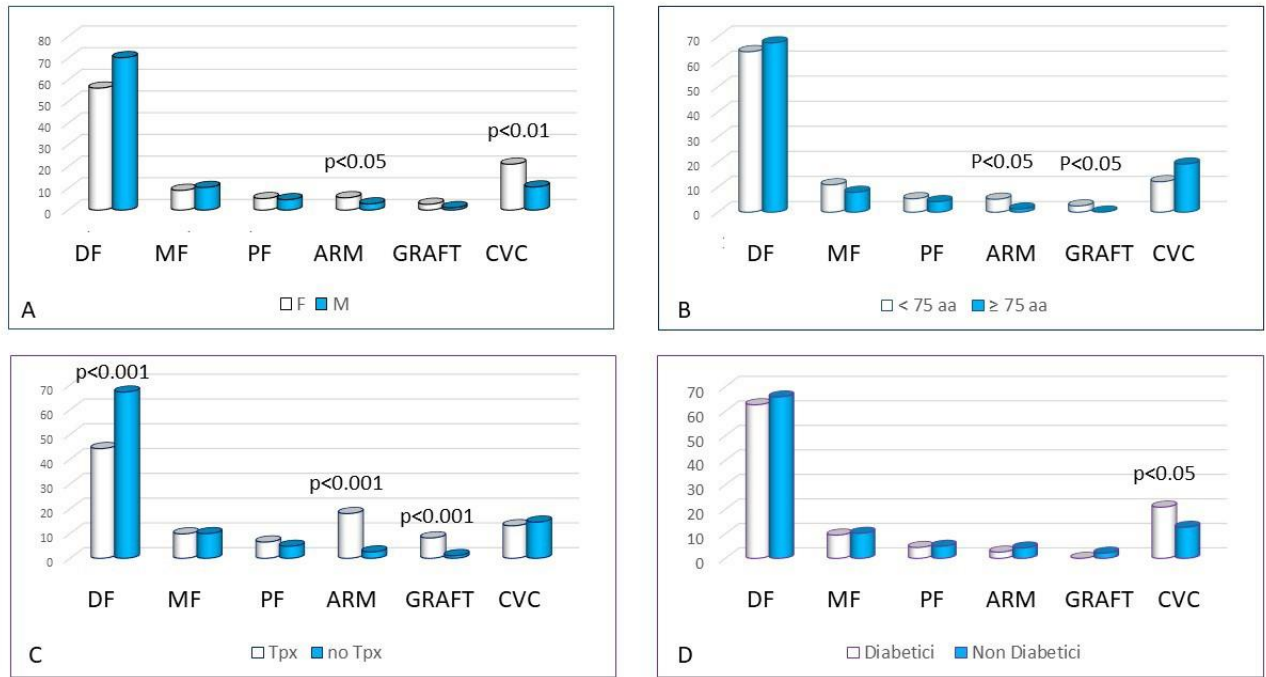 80
70
60
50
40
30
20
10
0
p<0.05
p<0.01
DF MF PF ARM GRAFT CVC
F M
A
70
60
50
40
30
20
10
0
P<0.05 P<0.05
DF MF PF ARM GRAFT CVC
< 75 aa ≥ 75 aa
B
p<0.001
70
60
50
40
30
20
10
0
p<0.001
p<0.001
DF MF PF ARM GRAFT CVC
Tpx no Tpx
C
70
60
50
40
30
20
10
0
p<0.05
DF MF PF ARM GRAFT CVC
Diabetici Non Diabetici
D